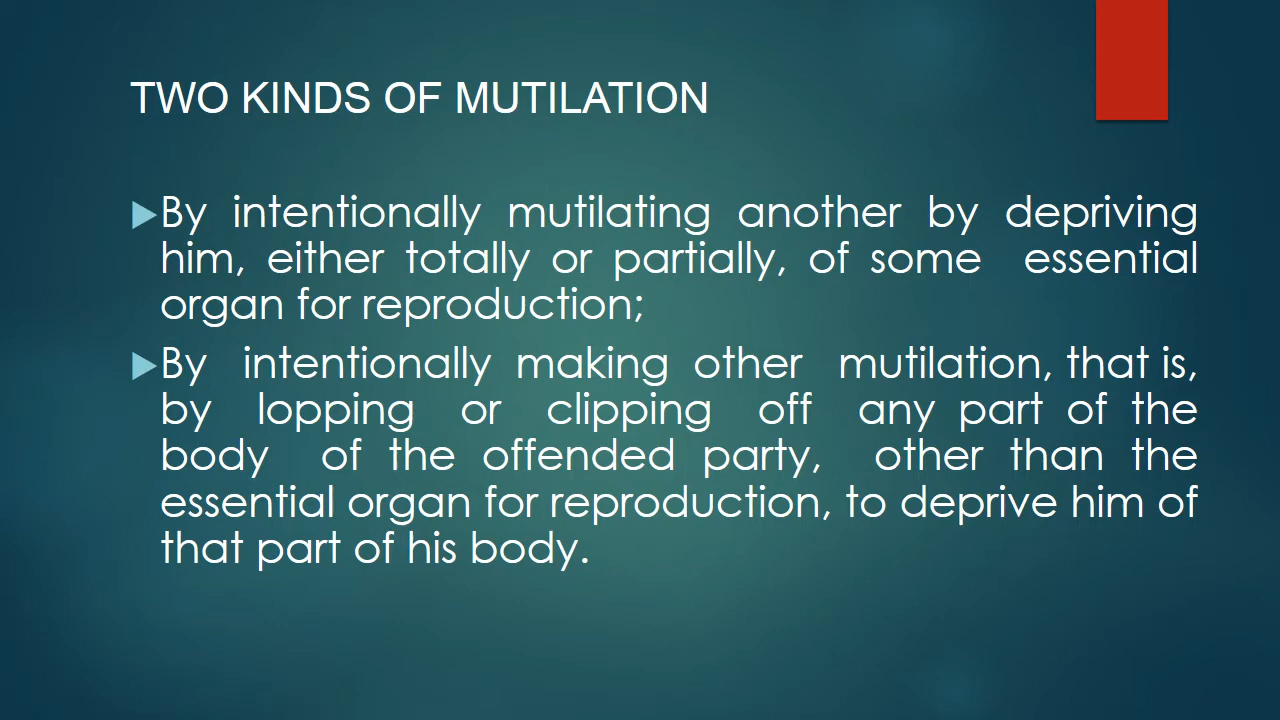 TWO KINDS OF MUTILATION
By intentionally mutilating another by depriving
him, either totally or partially, of some essential
organ for reproduction;
By intentionally making other mutilation, that is,
by lopping or clipping off any part of the
body of the offended party, other than the
essential organ for reproduction, to deprive him of
that part of his body.